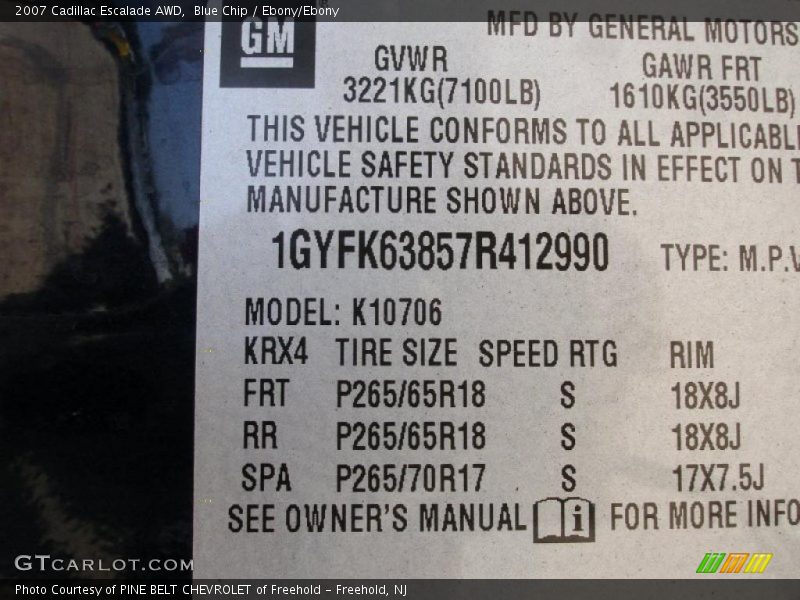 2007 Cadillac Escalade AWD, Blue Chip / Ebony/Ebony
GM
MFD BY GENERAL MOTORS
GVWR GAWR FRT
3221KG(7100LB) 1610KG(3550LB)
THIS VEHICLE CONFORMS TO ALL APPLICABL
VEHICLE SAFETY STANDARDS IN EFFECT ON T
MANUFACTURE SHOWN ABOVE.
1GYFK63857R412990 TYPE: M.P.V
MODEL: K10706
KRX4 TIRE SIZE SPEED RTG RIM
FRT P265/65R18 S 18X8J
RR P265/65R18 S 18X8J
SPA P265/70R17 S 17X7.5J
SEE OWNER'S MANUAL i FOR MORE INFO
GTCARLOT.COM
Photo Courtesy of PINE BELT CHEVROLET of Freehold - Freehold, NJ